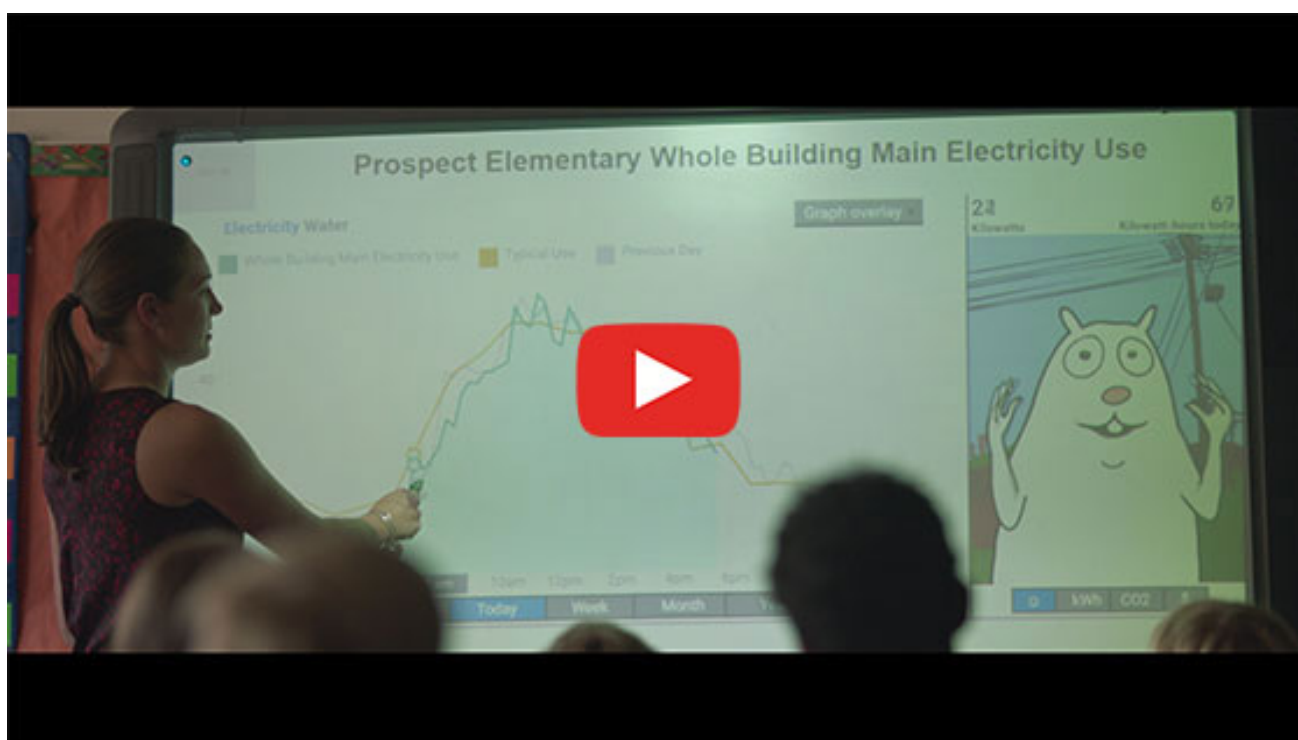 Prospect Elementary Whole Building Main Electricity Use
Electricity Water
Graph overlay
Whole Building Main Electricity Use
Typical Use
Previous Day
67
Kilowatts
Kilowatt hours today
10am 12pm 2pm 4pm 6pm
Today Week Month
kWh CO2